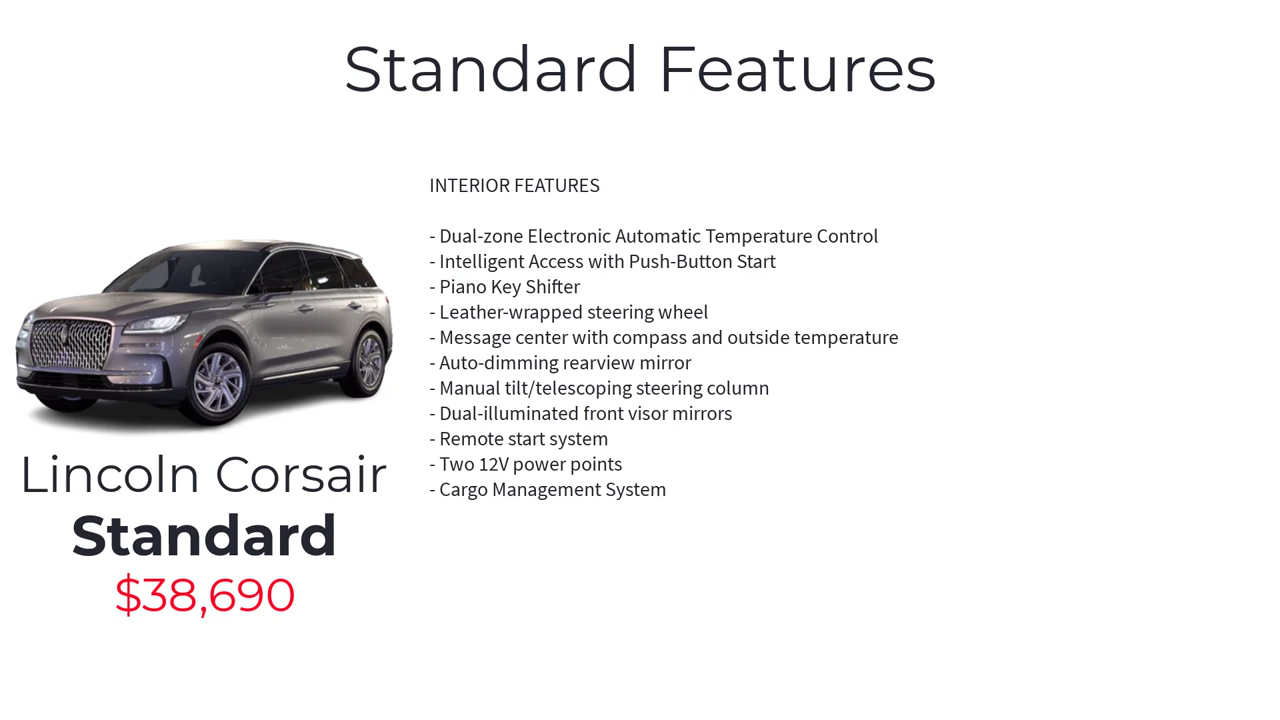 Standard Features
INTERIOR FEATURES
- Dual-zone Electronic Automatic Temperature Control
- Intelligent Access with Push-Button Start
- Piano Key Shifter
- Leather-wrapped steering wheel
- Message center with compass and outside temperature
- Auto-dimming rearview mirror
- Manual tilt/telescoping steering column
- Dual-illuminated front visor mirrors
- Remote start system
- Two 12V power points
- Cargo Management System
Lincoln Corsair
Standard
$38,690